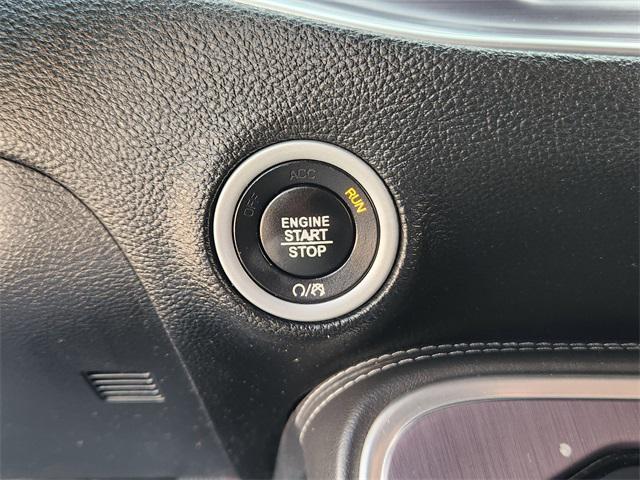 OFF ACC RUN
ENGINE
START
STOP